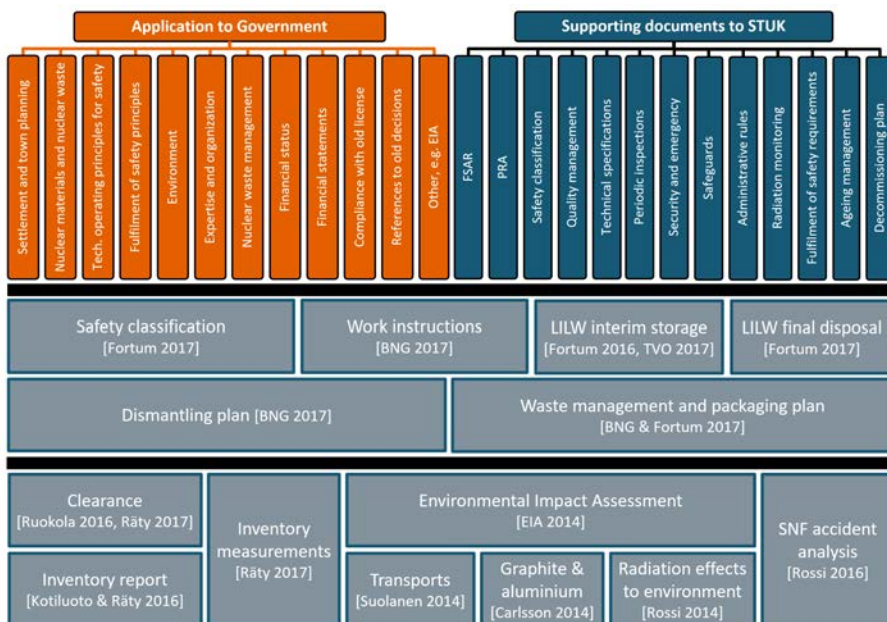 Application to Government
Supporting documents to STUK
Settlement and town planning
Nuclear materials and nuclear waste
Tech. operating principles for safety
Fulfilment of safety principles
Environment
Expertise and organization
Nuclear waste management
Financial status
Financial statements
Compliance with old license
References to old decisions
Other, e.g. EIA
FSAR
PRA
Safety classification
Quality management
Technical specifications
Periodic inspections
Security and emergency
Safeguards
Administrative rules
Radiation monitoring
Fulfilment of safety requirements
Ageing management
Decommissioning plan
Safety classification
[Fortum 2017]
Work instructions
[BNG 2017]
LILW interim storage
[Fortum 2016, TVO 2017]
LILW final disposal
[Fortum 2017]
Dismantling plan [BNG 2017]
Waste management and packaging plan
[BNG & Fortum 2017]
Clearance
[Ruokola 2016, Räty 2017]
Inventory
measurements
[Räty 2017]
Environmental Impact Assessment
[EIA 2014]
SNF accident
analysis
[Rossi 2016]
Inventory report
[Kotiluoto & Räty 2016]
Transports
[Suolanen 2014]
Graphite &
aluminium
[Carlsson 2014]
Radiation effects
to environment
[Rossi 2014]